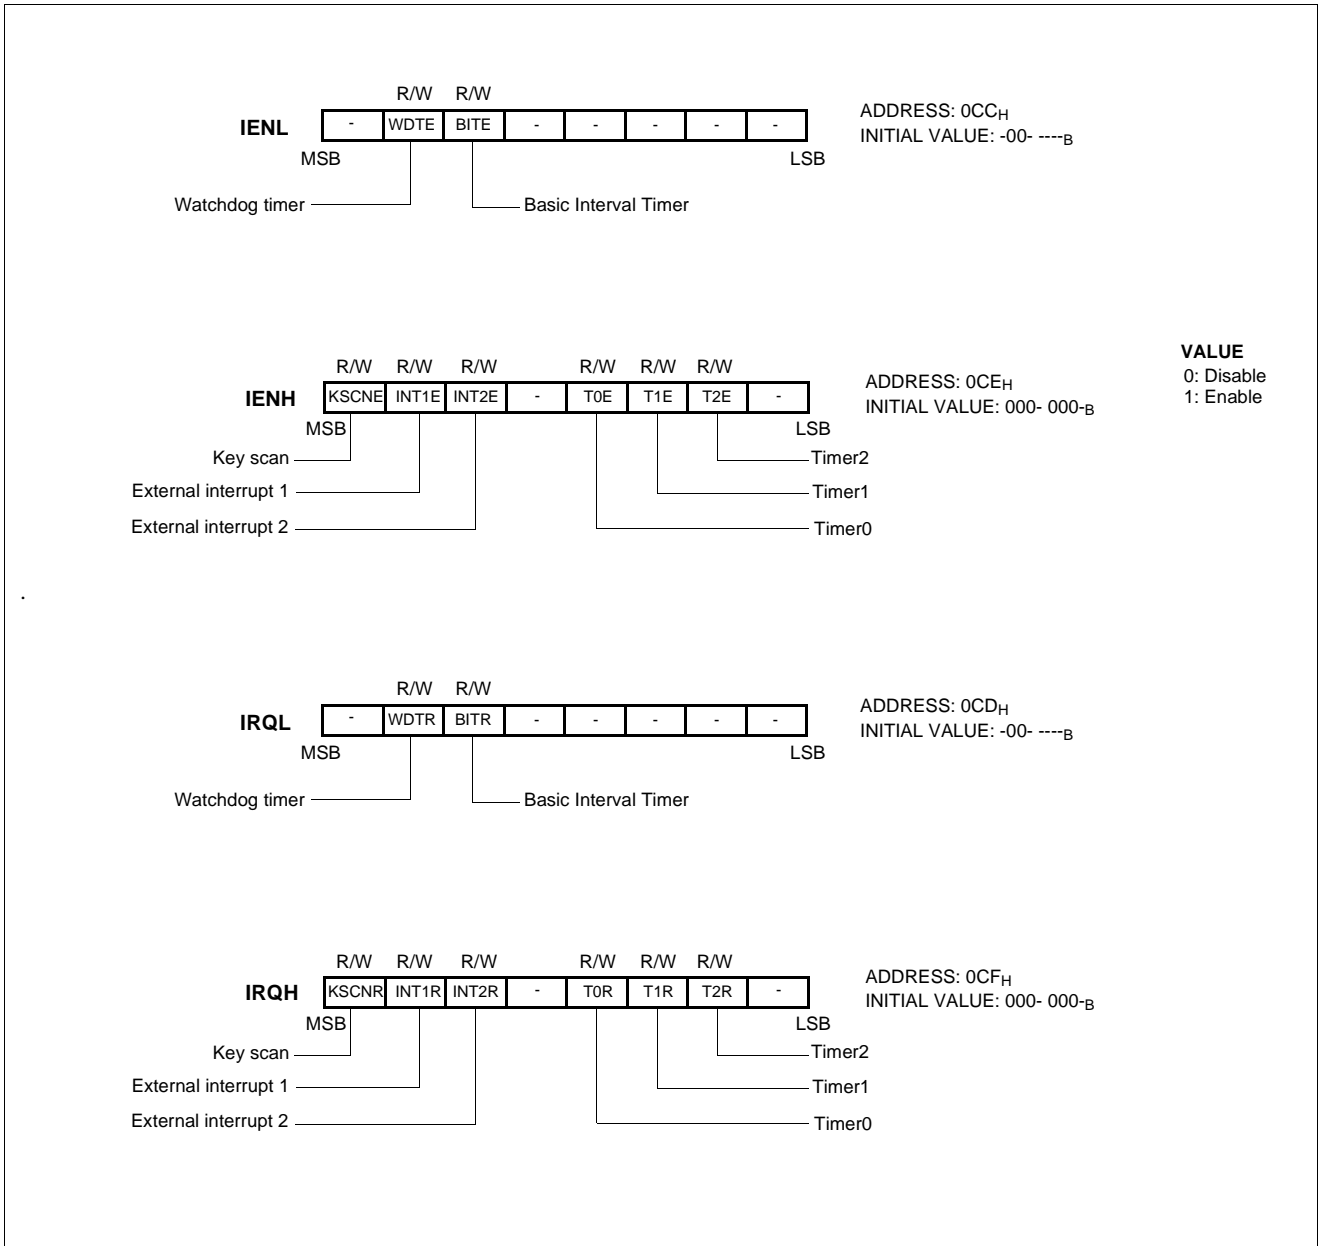 R/W R/W
IENL - WDTE BITE - - - - - ADDRESS: 0CCH
INITIAL VALUE: -00- ----B
MSB LSB
Watchdog timer Basic Interval Timer
VALUE
0: Disable
1: Enable
R/W R/W R/W R/W R/W R/W
IENH KSCNE INT1E INT2E - T0E T1E T2E - ADDRESS: 0CEH
INITIAL VALUE: 000- 000-B
MSB LSB
Key scan Timer2
External interrupt 1 Timer1
External interrupt 2 Timer0
.
R/W R/W
IRQL - WDTR BITR - - - - - ADDRESS: 0CDH
INITIAL VALUE: -00- ----B
MSB LSB
Watchdog timer Basic Interval Timer
R/W R/W R/W R/W R/W R/W
IRQH KSCNR INT1R INT2R - T0R T1R T2R - ADDRESS: 0CFH
INITIAL VALUE: 000- 000-B
MSB LSB
Key scan Timer2
External interrupt 1 Timer1
External interrupt 2 Timer0